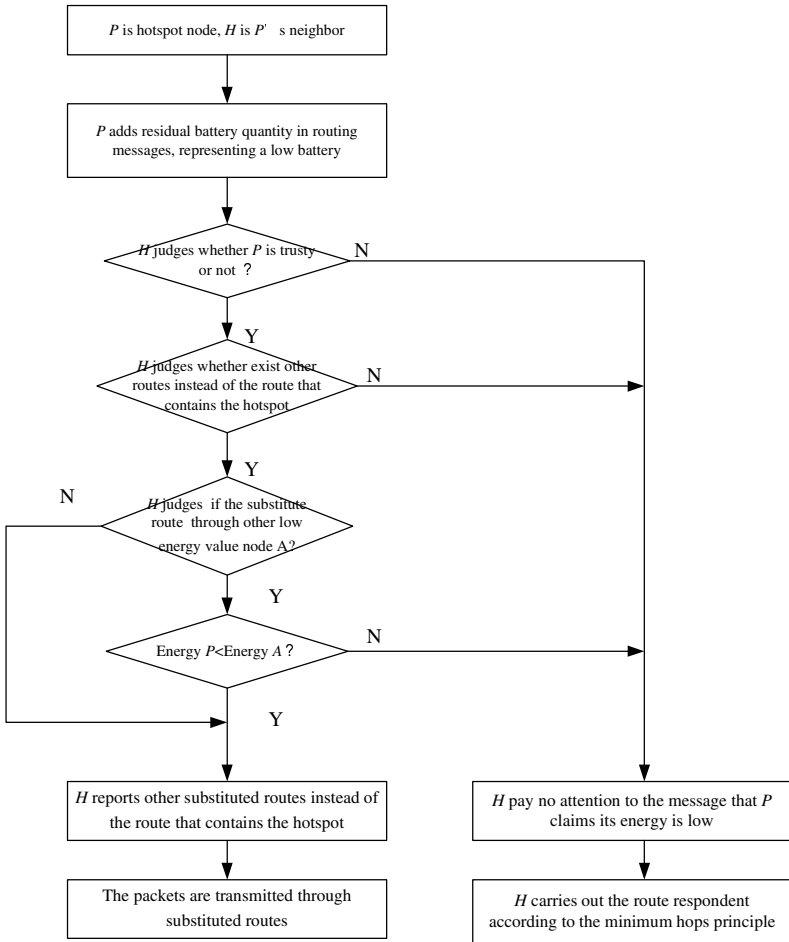 P is hotspot node, H is P' s neighbor
P adds residual battery quantity in routing
messages, representing a low battery
H judges whether P is trusty
or not ?
N
Y
H judges whether exist other
routes instead of the route that
contains the hotspot
N
Y
N
H judges if the substitute
route through other low
energy value node A?
Y
Energy P<Energy A ?
N
Y
H reports other substituted routes instead of
the route that contains the hotspot
H pay no attention to the message that P
claims its energy is low
The packets are transmitted through
substituted routes
H carries out the route respondent
according to the minimum hops principle